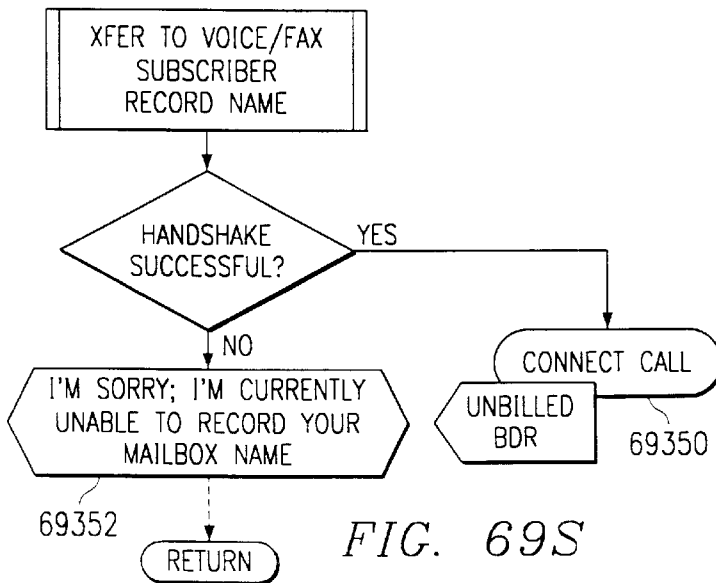 XFER TO VOICE/FAX
SUBSCRIBER
RECORD NAME
HANDSHAKE
SUCCESSFUL?
YES
NO
I'M SORRY; I'M CURRENTLY
UNABLE TO RECORD YOUR
MAILBOX NAME
69352
RETURN
CONNECT CALL
UNBILLED
BDR
69350
FIG. 69S